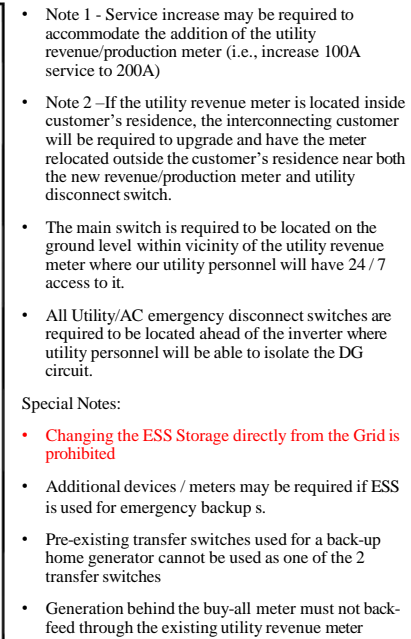 • Note 1 - Service increase may be required to
accommodate the addition of the utility
revenue/production meter (i.e., increase 100A
service to 200A)
• Note 2 –If the utility revenue meter is located inside
customer's residence, the interconnecting customer
will be required to upgrade and have the meter
relocated outside the customer's residence near both
the new revenue/production meter and utility
disconnect switch.
• The main switch is required to be located on the
ground level within vicinity of the utility revenue
meter where our utility personnel will have 24 / 7
access to it.
• All Utility/AC emergency disconnect switches are
required to be located ahead of the inverter where
utility personnel will be able to isolate the DG
circuit.
Special Notes:
• Changing the ESS Storage directly from the Grid is
prohibited
• Additional devices / meters may be required if ESS
is used for emergency backup s.
• Pre-existing transfer switches used for a back-up
home generator cannot be used as one of the 2
transfer switches
• Generation behind the buy-all meter must not back-
feed through the existing utility revenue meter